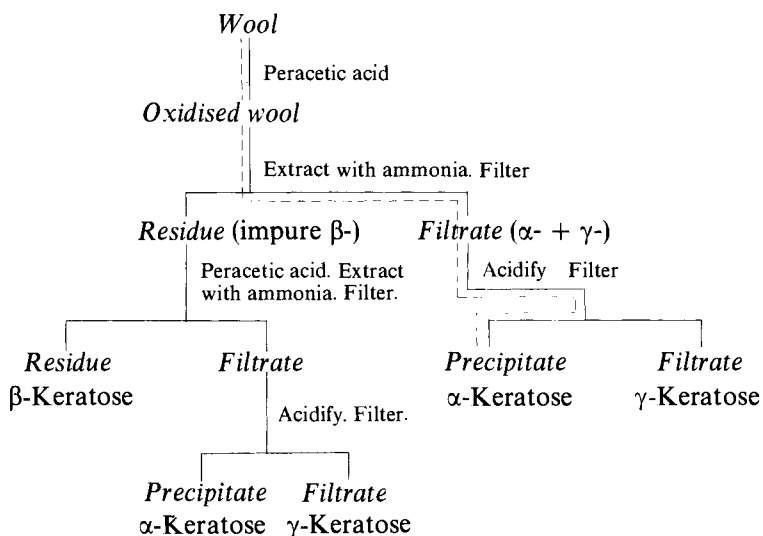 Wool
Peracetic acid
Oxidised wool
Extract with ammonia. Filter
Residue (impure β-) Filtrate (α- + γ-)
Peracetic acid. Extract
with ammonia. Filter.
Acidify Filter
Residue
β-Keratose
Filtrate
Precipitate
α-Keratose
Filtrate
γ-Keratose
Acidify. Filter.
Precipitate
α-Keratose
Filtrate
γ-Keratose